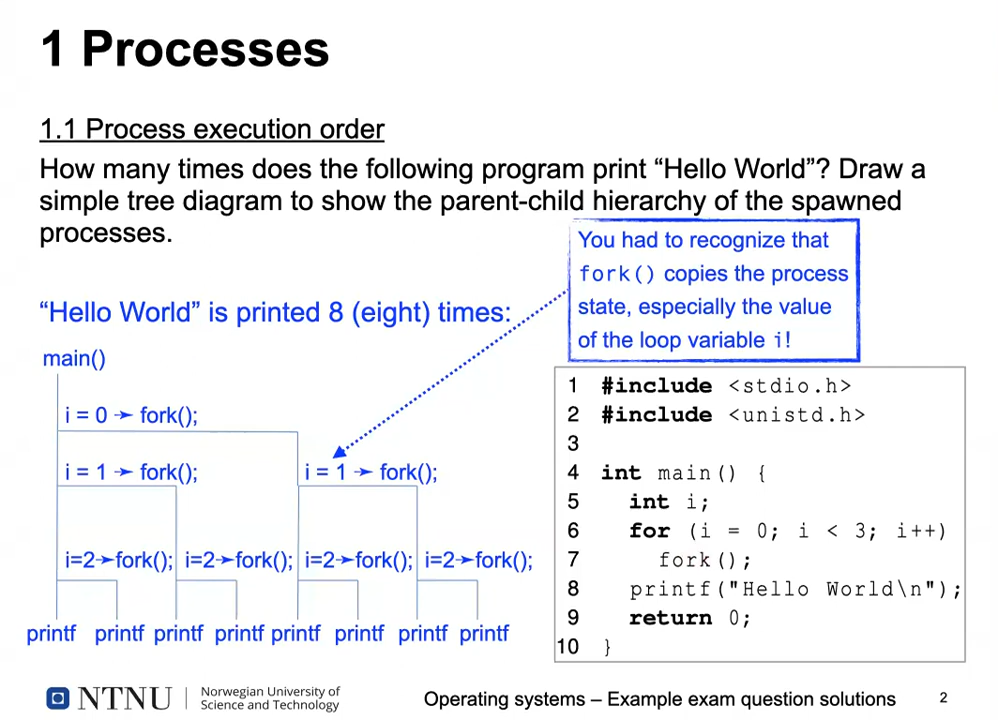 1 Processes
1.1 Process execution order
How many times does the following program print “Hello World”? Draw a
simple tree diagram to show the parent-child hierarchy of the spawned
processes.
You had to recognize that
fork() copies the process
state, especially the value
of the loop variable i!
“Hello World” is printed 8 (eight) times:
main()
i = 0 ➛ fork();
i = 1 ➛ fork();
i = 1 ➛ fork();
i=2➛fork();
i=2➛fork();
i=2➛fork();
i=2➛fork();
printf printf printf printf printf printf printf printf
1 #include <stdio.h>
2 #include <unistd.h>
3
4 int main() {
5 int i;
6 for (i = 0; i < 3; i++)
7 fork();
8 printf("Hello World\n");
9 return 0;
10 }
NTNU
Norwegian University of
Science and Technology
Operating systems – Example exam question solutions
2